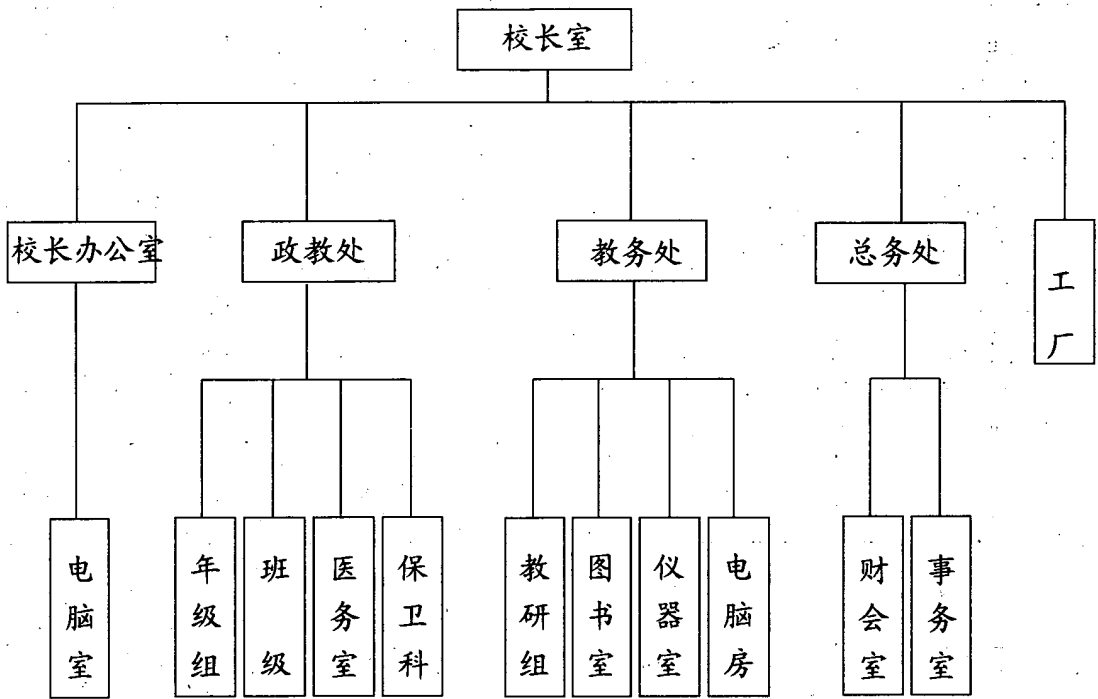 校长室
校长办公室
政教处
教务处
总务处
工厂
电脑室
年级组
班级
医务室
保卫科
教研组
图书室
仪器室
电脑房
财会室
事务室